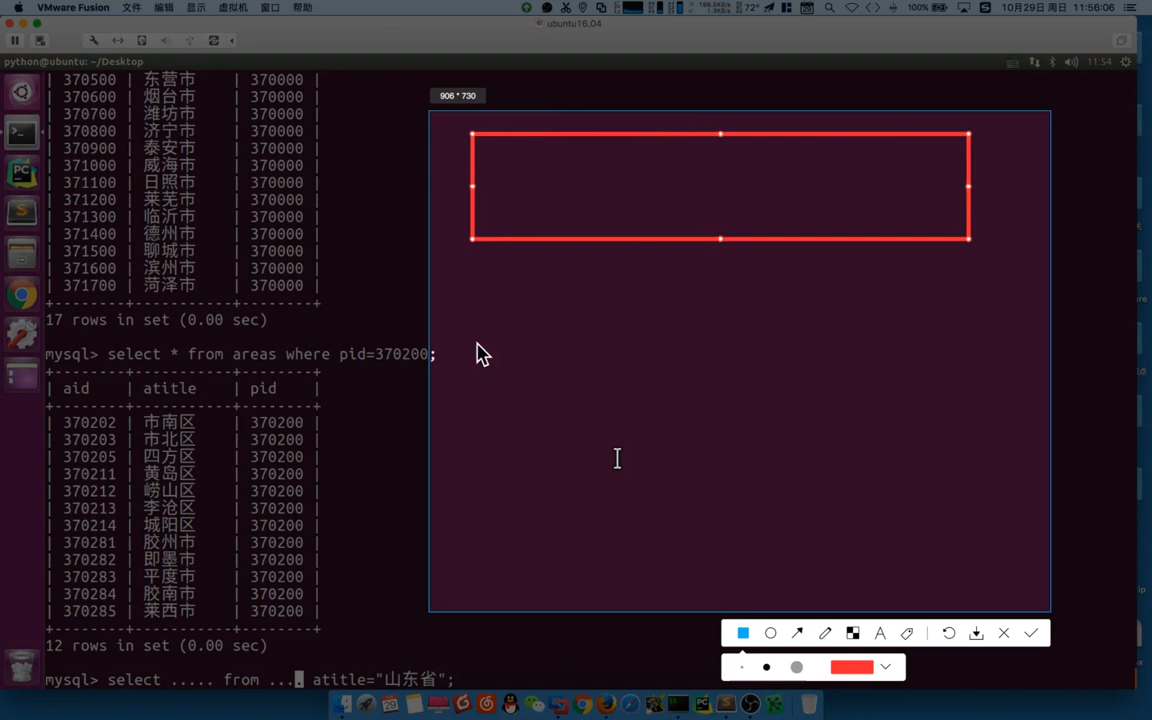 VMware Fusion 文件 编辑 显示 虚拟机 窗口 帮助 72° 100% 10月29日 周日 11:56:06
ubuntu16.04
python@ubuntu: ~/Desktop 11:54
| 370500 | 东营市 | 370000 |
| 370600 | 烟台市 | 370000 |
| 370700 | 潍坊市 | 370000 |
| 370800 | 济宁市 | 370000 |
| 370900 | 泰安市 | 370000 |
| 371000 | 威海市 | 370000 |
| 371100 | 日照市 | 370000 |
| 371200 | 莱芜市 | 370000 |
| 371300 | 临沂市 | 370000 |
| 371400 | 德州市 | 370000 |
| 371500 | 聊城市 | 370000 |
| 371600 | 滨州市 | 370000 |
| 371700 | 菏泽市 | 370000 |
+--------+-----------+--------+
17 rows in set (0.00 sec)
mysql> select * from areas where pid=370200;
+--------+-----------+--------+
| aid | atitle | pid |
+--------+-----------+--------+
| 370202 | 市南区 | 370200 |
| 370203 | 市北区 | 370200 |
| 370205 | 四方区 | 370200 |
| 370211 | 黄岛区 | 370200 |
| 370212 | 崂山区 | 370200 |
| 370213 | 李沧区 | 370200 |
| 370214 | 城阳区 | 370200 |
| 370281 | 胶州市 | 370200 |
| 370282 | 即墨市 | 370200 |
| 370283 | 平度市 | 370200 |
| 370284 | 胶南市 | 370200 |
| 370285 | 莱西市 | 370200 |
+--------+-----------+--------+
12 rows in set (0.00 sec)
mysql> select ..... from .... atitle="山东省";
906 * 730